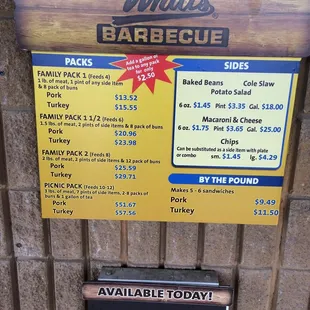 BARBECUE
PACKS
FAMILY PACK 1 (Feeds 4)
1 lb. of meat, 1 pint of any side item
& 8 pack of buns
Pork $13.52
Turkey $15.55
FAMILY PACK 1 1/2 (Feeds 6)
1.5 lbs. of meat, 2 pints of side items & 8 pack of buns
Pork $20.96
Turkey $23.98
FAMILY PACK 2 (Feeds 8)
2 lbs. of meat, 3 pints of side items & 12 pack of buns
Pork $25.59
Turkey $29.71
PICNIC PACK (Feeds 10-12)
3 lbs. of meat, 7 pints of side items, 2-8 packs of
buns & 1 gallon of tea
Pork $51.67
Turkey $57.56
Add a gallon
of tea to any
pack for only
$2.50
SIDES
Baked Beans Cole Slaw
Potato Salad
6 oz. $1.45 Pint $3.35 Gal. $18.00
Macaroni & Cheese
6 oz. $1.75 Pint $3.65 Gal. $25.00
Chips
Can be substituted as a side item with plate
or combo sm. $1.45 lg. $4.29
BY THE POUND
Makes 5 - 6 sandwiches
Pork $9.49
Turkey $11.50
AVAILABLE TODAY!